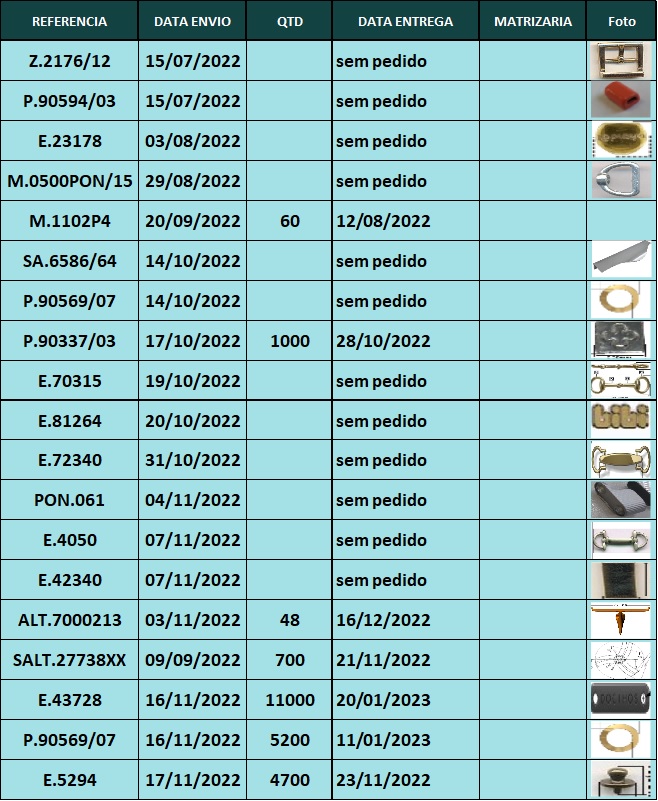 REFERENCIA DATA ENVIO QTD DATA ENTREGA MATRIZARIA Foto
Z.2176/12 15/07/2022 sem pedido
P.90594/03 15/07/2022 sem pedido
E.23178 03/08/2022 sem pedido
M.0500PON/15 29/08/2022 sem pedido
M.1102P4 20/09/2022 60 12/08/2022
SA.6586/64 14/10/2022 sem pedido
P.90569/07 14/10/2022 sem pedido
P.90337/03 17/10/2022 1000 28/10/2022
E.70315 19/10/2022 sem pedido
E.81264 20/10/2022 sem pedido bibi
E.72340 31/10/2022 sem pedido
PON.061 04/11/2022 sem pedido
E.4050 07/11/2022 sem pedido
E.42340 07/11/2022 sem pedido
ALT.7000213 03/11/2022 48 16/12/2022
SALT.27738XX 09/09/2022 700 21/11/2022
E.43728 16/11/2022 11000 20/01/2023
P.90569/07 16/11/2022 5200 11/01/2023
E.5294 17/11/2022 4700 23/11/2022